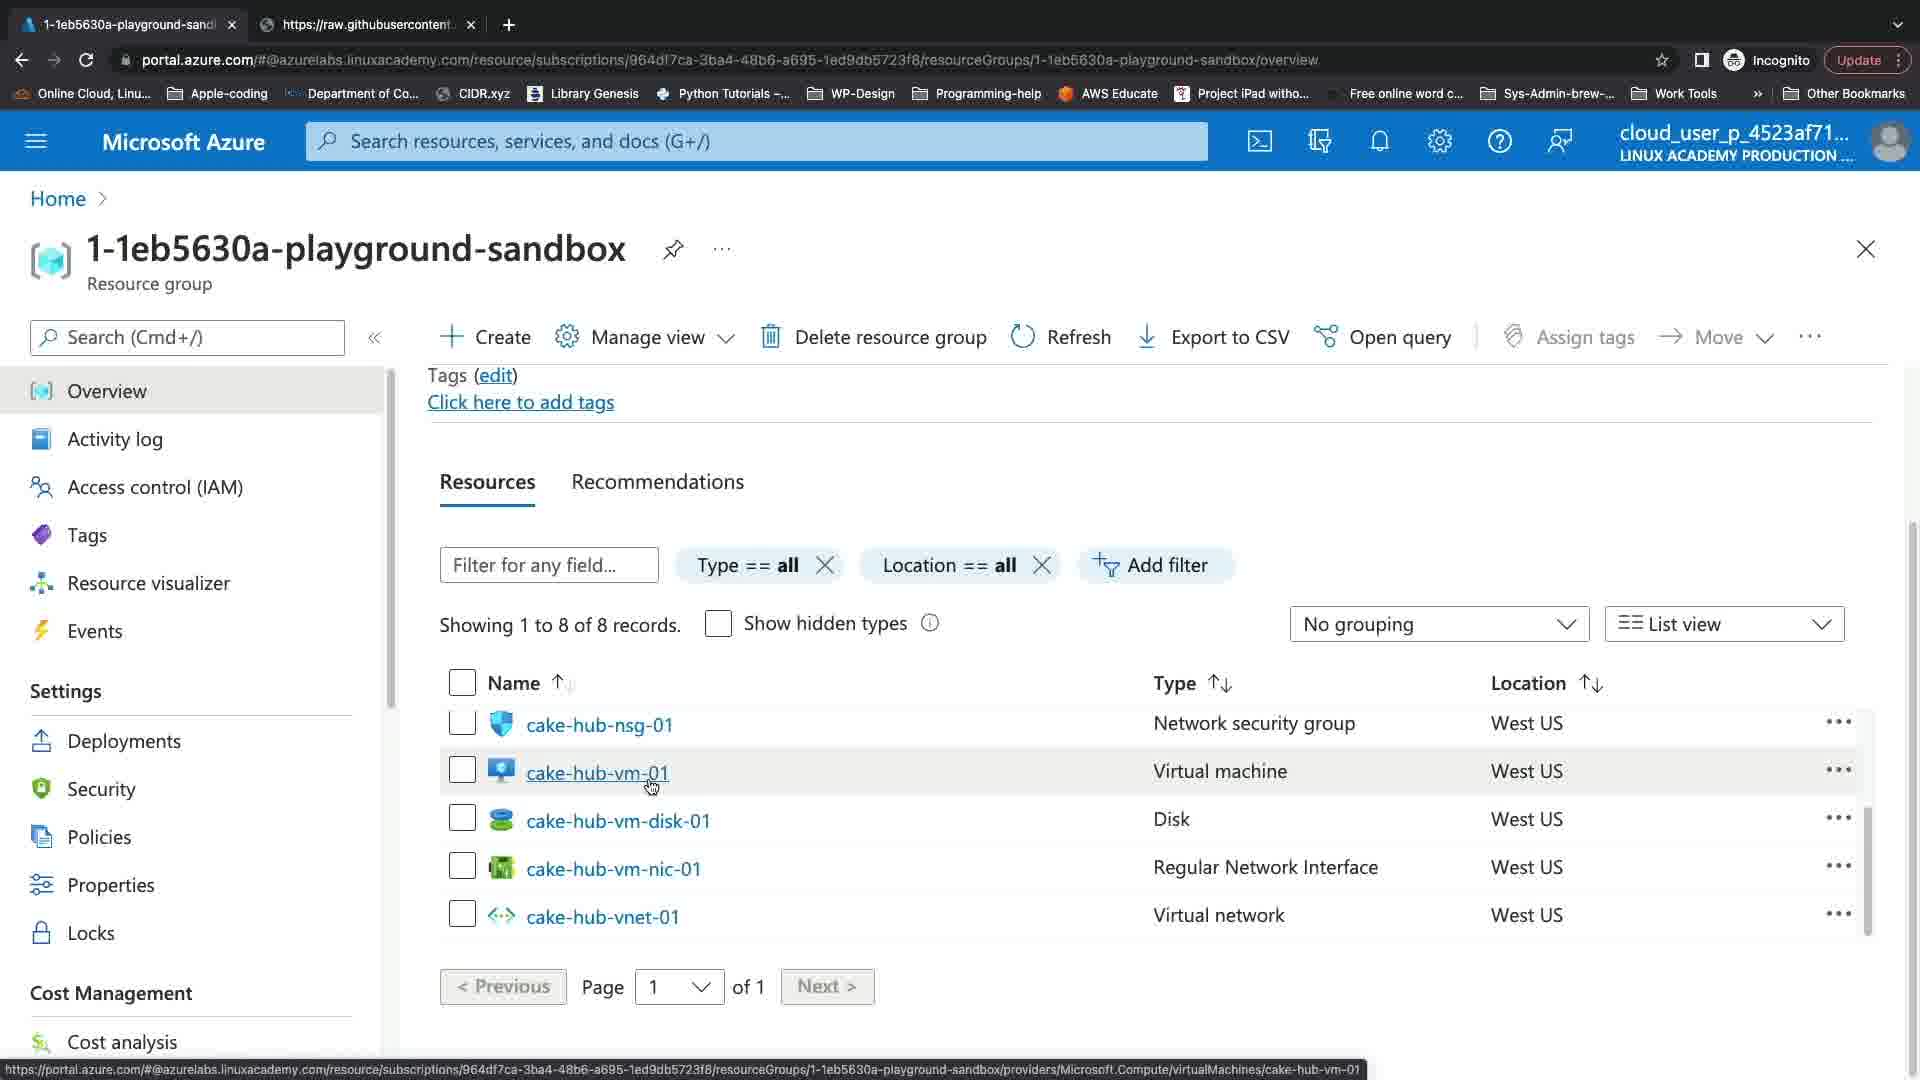 1-1eb5630a-playground-sandl
https://raw.githubusercontent.
portal.azure.com/#@azurelabs.linuxacademy.com/resource/subscriptions/964df7ca-3ba4-48b6-a695-1ed9db5723f8/resourceGroups/1-1eb5630a-playground-sandbox/overview
Incognito
Update
Online Cloud, Linu...
Apple-coding
Department of Co...
CIDR.xyz
Library Genesis
Python Tutorials –...
WP-Design
Programming-help
AWS Educate
Project iPad witho...
Free online word c...
Sys-Admin-brew-...
Work Tools
»
Other Bookmarks
Microsoft Azure
Search resources, services, and docs (G+/)
cloud_user_p_4523af71...
LINUX ACADEMY PRODUCTION ...
Home >
1-1eb5630a-playground-sandbox
...
Resource group
Search (Cmd+/)
«
Create
Manage view
Delete resource group
Refresh
Export to CSV
Open query
Assign tags
Move
...
Overview
Activity log
Access control (IAM)
Tags
Resource visualizer
Events
Settings
Deployments
Security
Policies
Properties
Locks
Cost Management
Cost analysis
Tags (edit)
Click here to add tags
Resources
Recommendations
Filter for any field...
Type == all
Location == all
Add filter
Showing 1 to 8 of 8 records.
Show hidden types
No grouping
List view
Name ↑↓
Type ↑↓
Location ↑↓
cake-hub-nsg-01
Network security group
West US
...
cake-hub-vm-01
Virtual machine
West US
...
cake-hub-vm-disk-01
Disk
West US
...
cake-hub-vm-nic-01
Regular Network Interface
West US
...
cake-hub-vnet-01
Virtual network
West US
...
< Previous
Page
1
of 1
Next >
https://portal.azure.com/#@azurelabs.linuxacademy.com/resource/subscriptions/964df7ca-3ba4-48b6-a695-1ed9db5723f8/resourceGroups/1-1eb5630a-playground-sandbox/providers/Microsoft.Compute/virtualMachines/cake-hub-vm-01